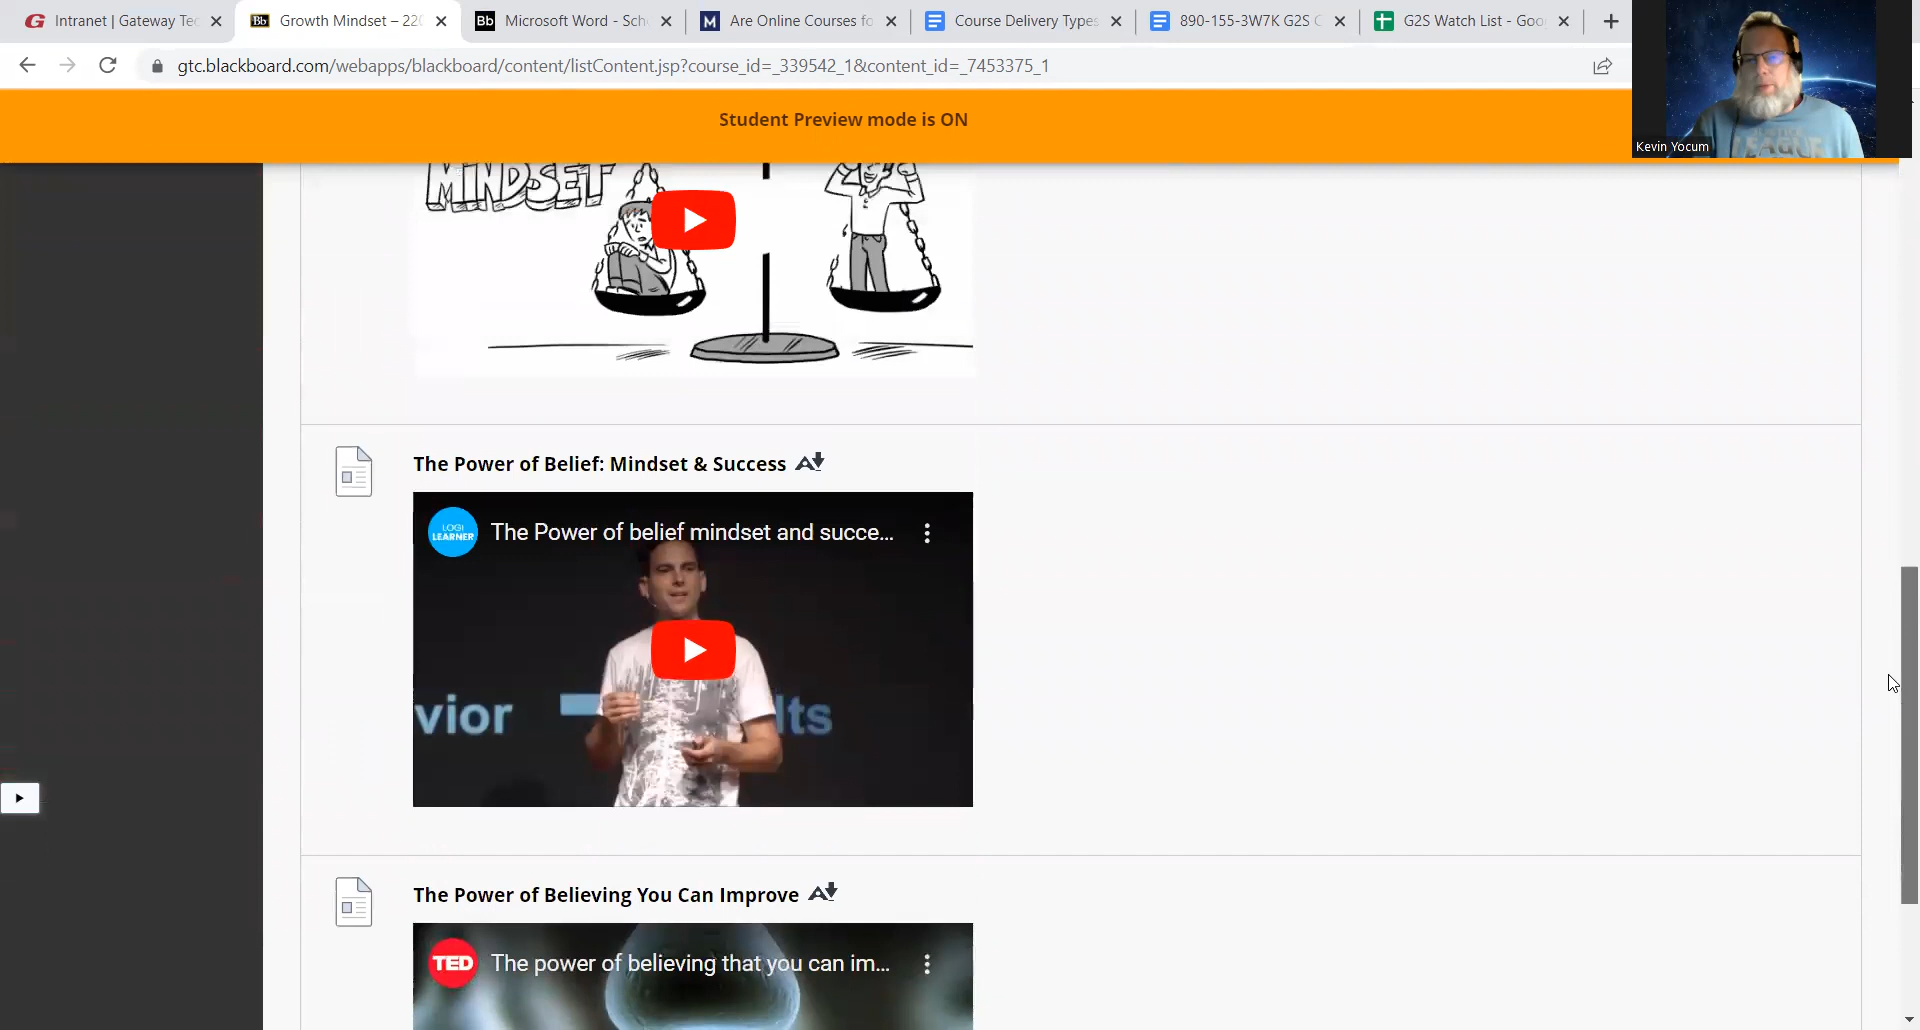 Intranet | Gateway Tec
Growth Mindset – 220
Microsoft Word - Sch
Are Online Courses fo
Course Delivery Types
890-155-3W7K G2S C
G2S Watch List - Goo
gtc.blackboard.com/webapps/blackboard/content/listContent.jsp?course_id=_339542_1&content_id=_7453375_1
Student Preview mode is ON
Kevin Yocum
MINDSET
The Power of Belief: Mindset & Success
LOGI
LEARNER
The Power of belief mindset and succe...
vior
lts
The Power of Believing You Can Improve
TED
The power of believing that you can im...